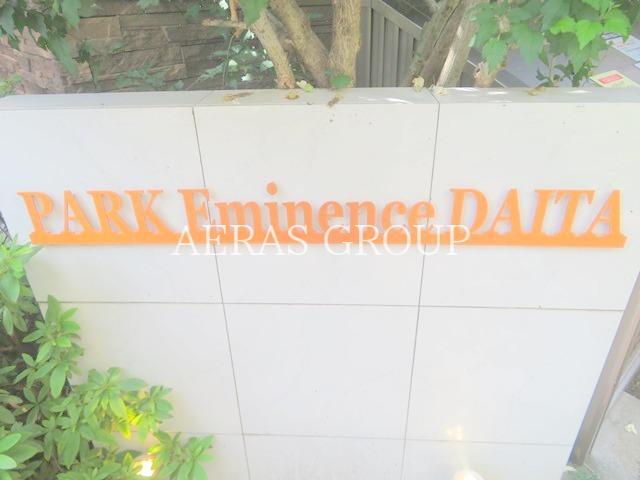 PARK Eminence DAITA
AERAS GROUP